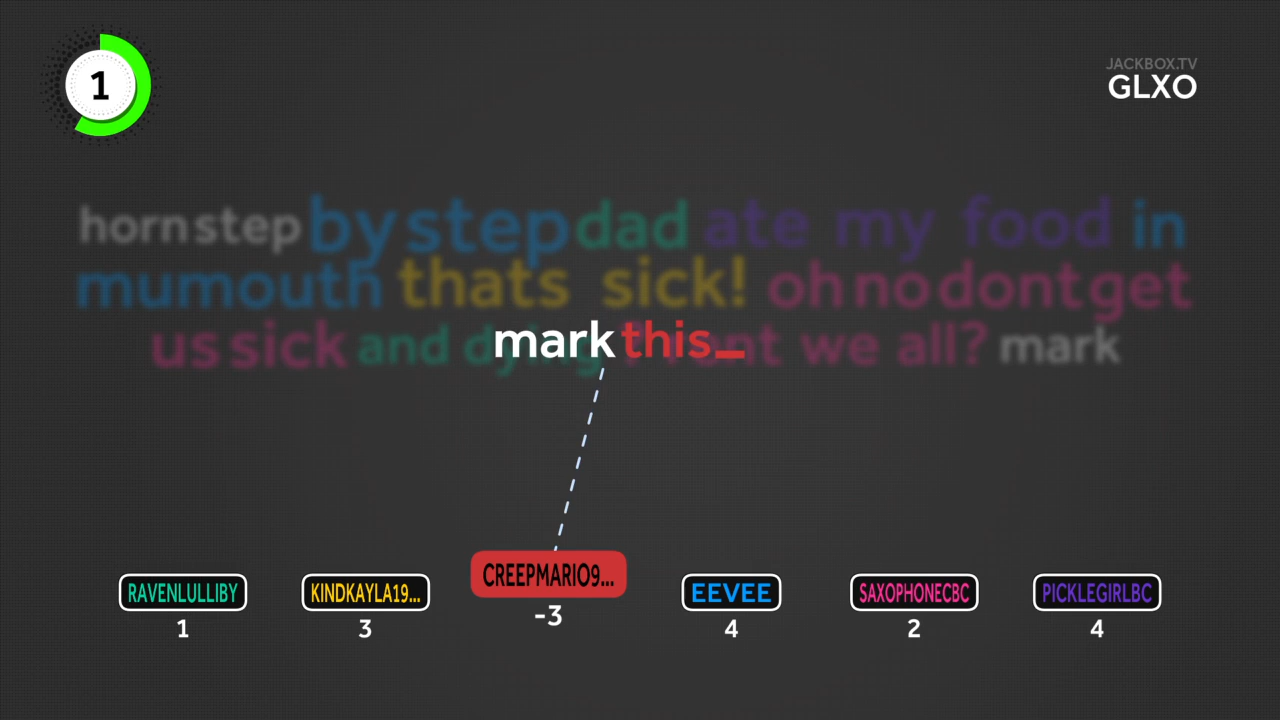 1
JACKBOX.TV
GLXO
horn step by step dad ate my food in
mumouth thats sick! oh no dont get
us sick and dying we all? mark
mark this_
RAVENLULLIBY KINDKAYLA19... CREEPMARIO9... EEVEE SAXOPHONECBC PICKLEGIRLBC
1 3 -3 4 2 4